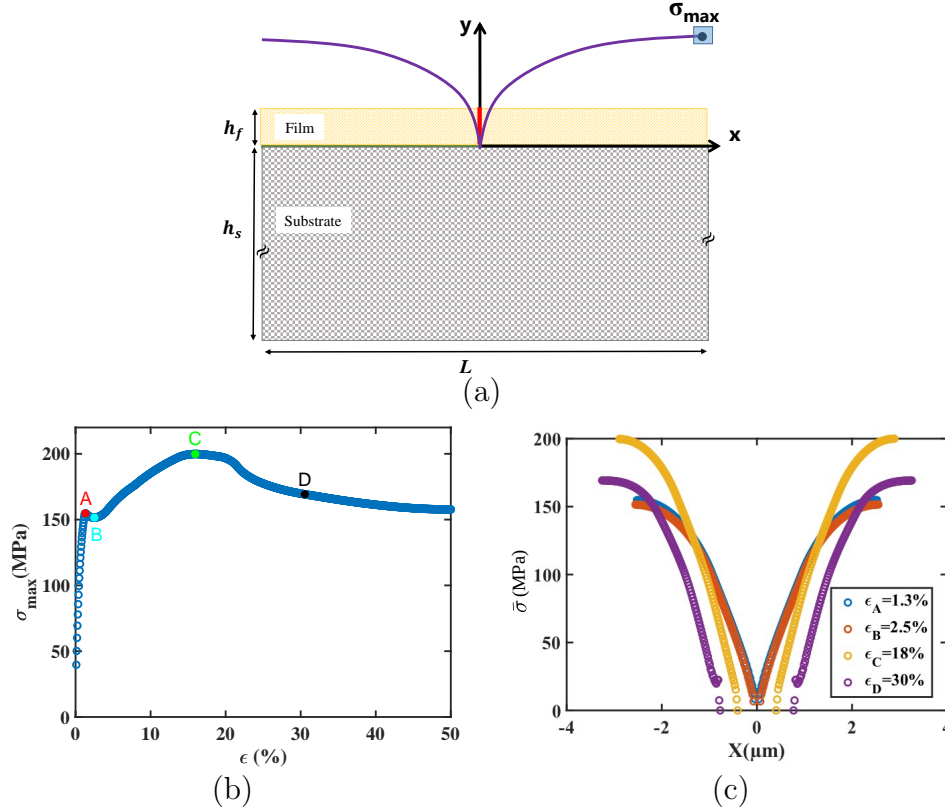 σmax
y
hf
Film
x
Substrate
hs
L
(a)
200
150
100
50
0
σmax(MPa)
A
B
C
D
0
10
20
30
40
50
ϵ (%)
(b)
200
150
100
50
0
σ̄ (MPa)
ϵA=1.3%
ϵB=2.5%
ϵC=18%
ϵD=30%
-4
-2
0
2
4
X(μm)
(c)